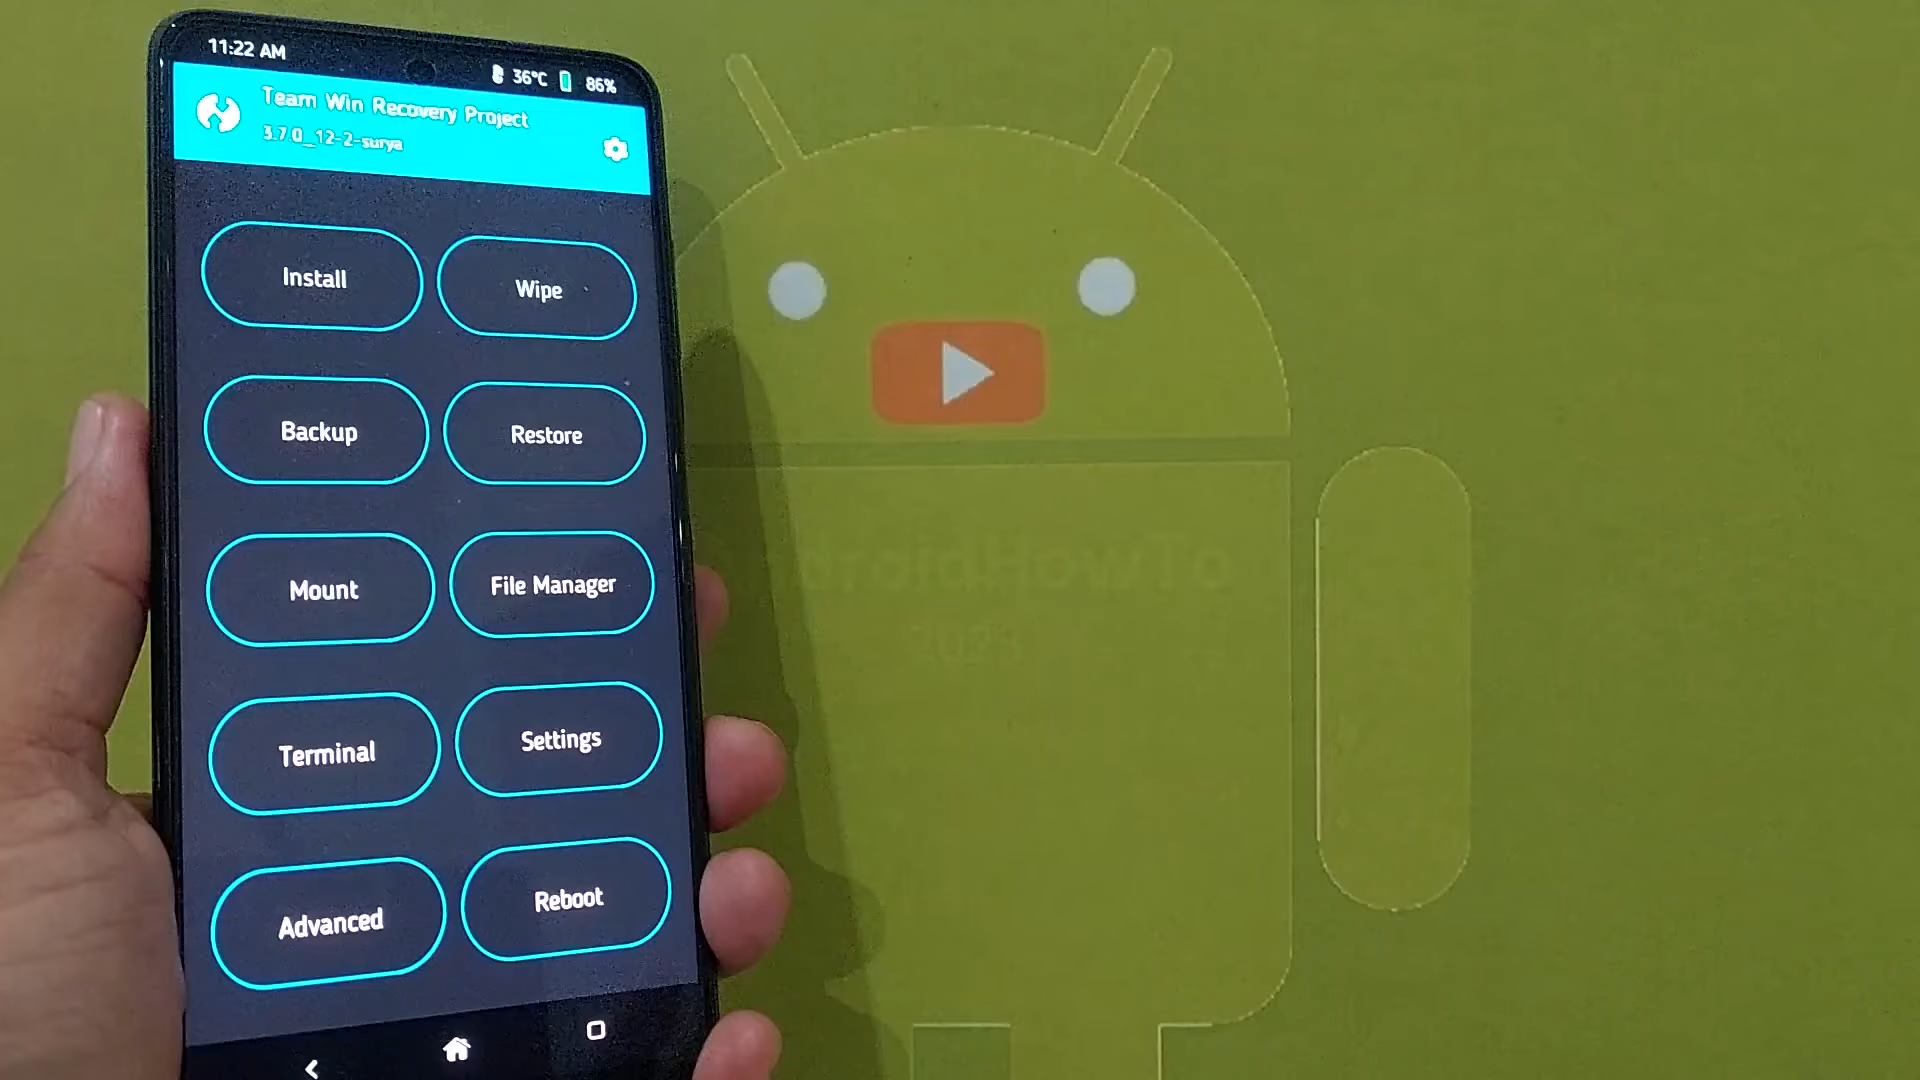 11:22 AM
36°C 86%
Team Win Recovery Project
3.7.0_12-2-surya
Install
Wipe
Backup
Restore
Mount
File Manager
Terminal
Settings
Advanced
Reboot
2023